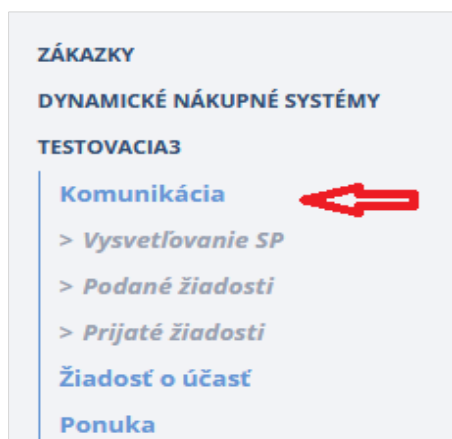 ZÁKAZKY
DYNAMICKÉ NÁKUPNÉ SYSTÉMY
TESTOVACIA3
Komunikácia
> Vysvetľovanie SP
> Podané žiadosti
> Prijaté žiadosti
Žiadosť o účasť
Ponuka